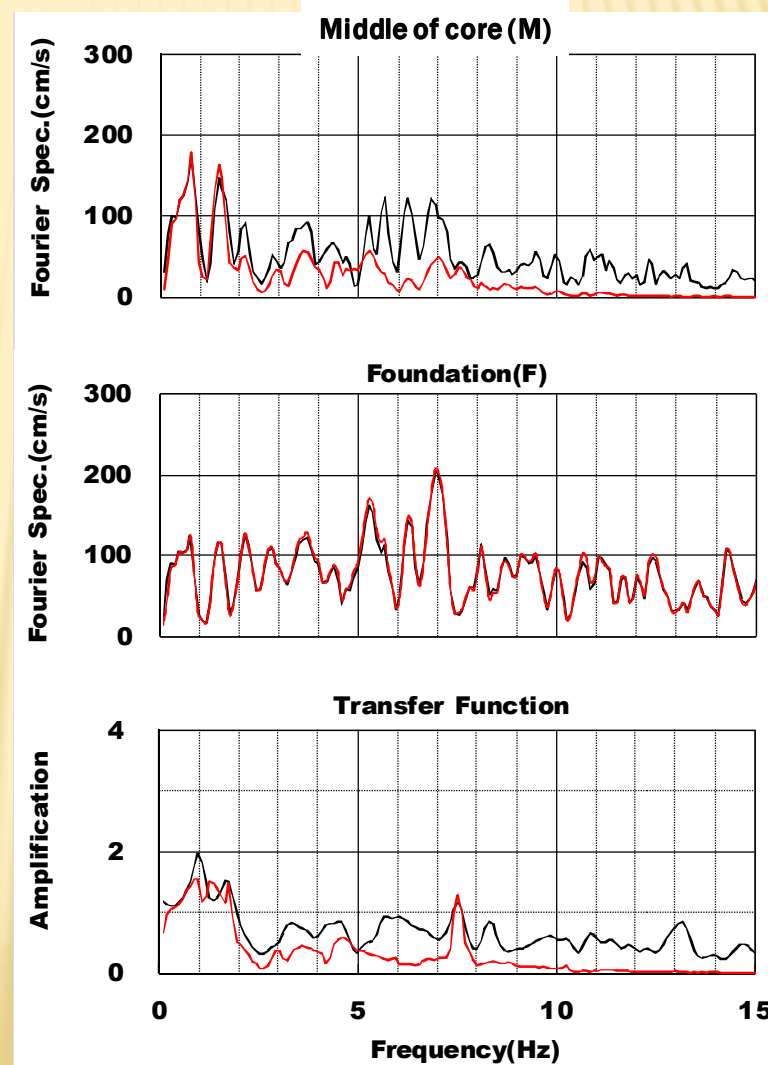 Middle of core (M)
Fourier Spec.(cm/s)
300
200
100
0
Foundation(F)
Fourier Spec.(cm/s)
300
200
100
0
Transfer Function
Amplification
4
2
0
0 5 10 15
Frequency(Hz)